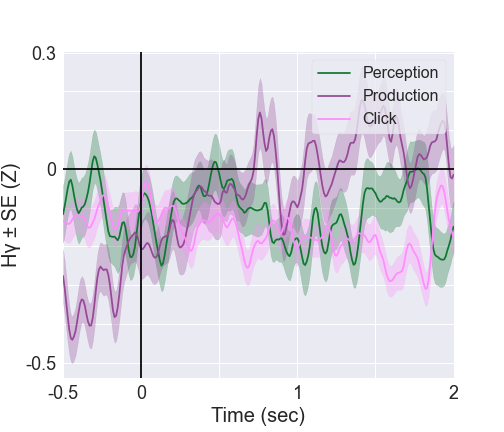 0.3
Perception
Production
Click
0
Hγ ± SE (Z)
-0.5
-0.5 0 1 2
Time (sec)